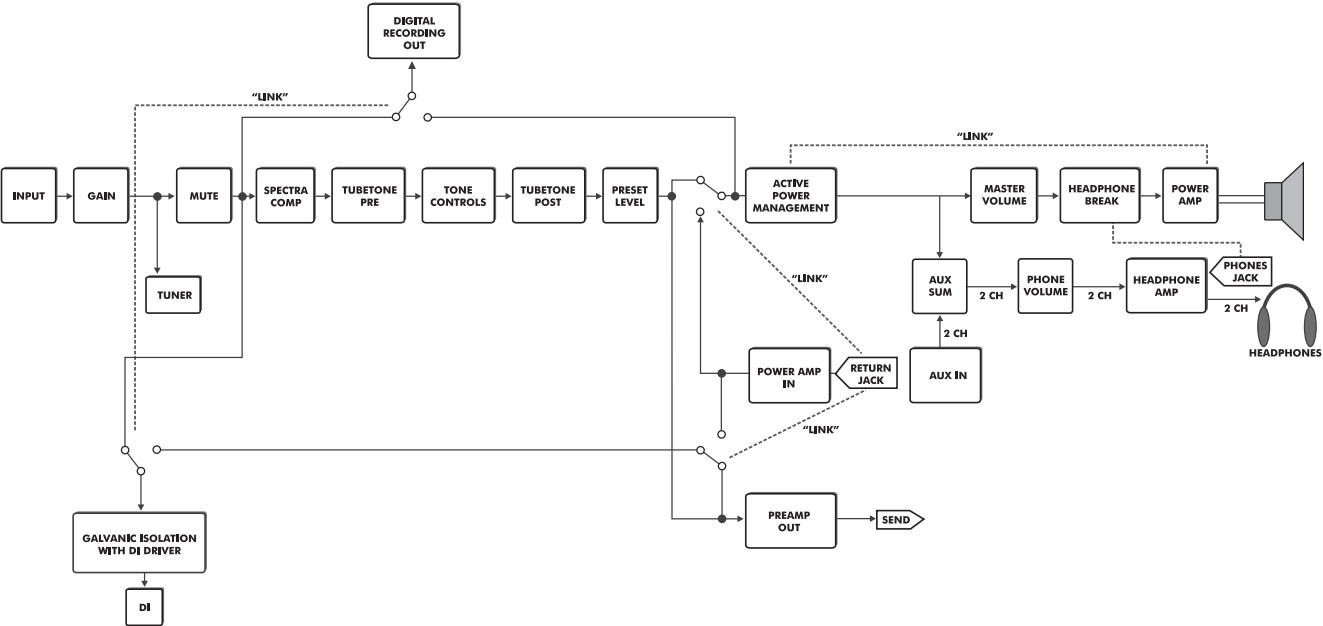 DIGITAL
RECORDING
OUT
"LINK"
"LINK"
INPUT
GAIN
MUTE
SPECTRA
COMP
TUBETONE
PRE
TONE
CONTROLS
TUBETONE
POST
PRESET
LEVEL
ACTIVE
POWER
MANAGEMENT
MASTER
VOLUME
HEADPHONE
BREAK
POWER
AMP
TUNER
"LINK"
AUX
SUM
2 CH
PHONE
VOLUME
2 CH
HEADPHONE
AMP
PHONES
JACK
2 CH
HEADPHONES
2 CH
POWER AMP
IN
RETURN
JACK
AUX IN
"LINK"
GALVANIC ISOLATION
WITH DI DRIVER
PREAMP
OUT
SEND
DI